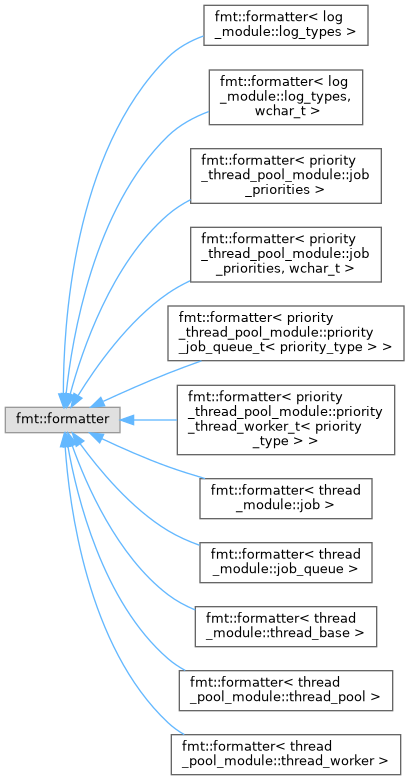 fmt::formatter< log
_module::log_types >
fmt::formatter< log
_module::log_types,
wchar_t >
fmt::formatter< priority
_thread_pool_module::job
_priorities >
fmt::formatter< priority
_thread_pool_module::job
_priorities, wchar_t >
fmt::formatter< priority
_thread_pool_module::priority
_job_queue_t< priority_type > >
fmt::formatter< priority
_thread_pool_module::priority
_thread_worker_t< priority
_type > >
fmt::formatter
fmt::formatter< thread
_module::job >
fmt::formatter< thread
_module::job_queue >
fmt::formatter< thread
_module::thread_base >
fmt::formatter< thread
_pool_module::thread_pool >
fmt::formatter< thread
_pool_module::thread_worker >